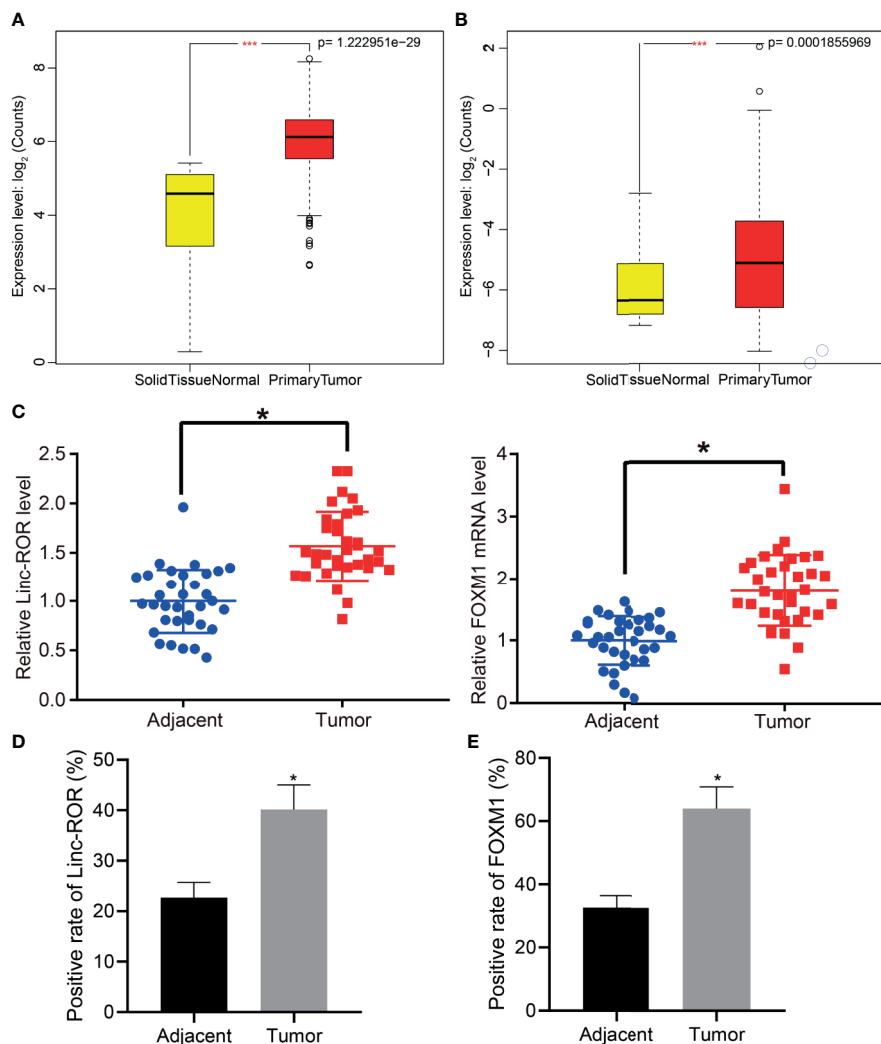 A
Expression level: log2 (Counts)
8
6
4
2
0
***
p= 1.222951e−29
SolidTissueNormal
PrimaryTumor
B
Expression level: log2 (Counts)
2
0
-2
-4
-6
-8
***
p= 0.0001855969
SolidTissueNormal
PrimaryTumor
C
Relative Linc-ROR level
2.5
2.0
1.5
1.0
0.5
0.0
*
Adjacent
Tumor
Relative FOXM1 mRNA level
4
3
2
1
0
*
Adjacent
Tumor
D
Positive rate of Linc-ROR (%)
50
40
30
20
10
0
*
Adjacent
Tumor
E
Positive rate of FOXM1 (%)
80
60
40
20
0
*
Adjacent
Tumor